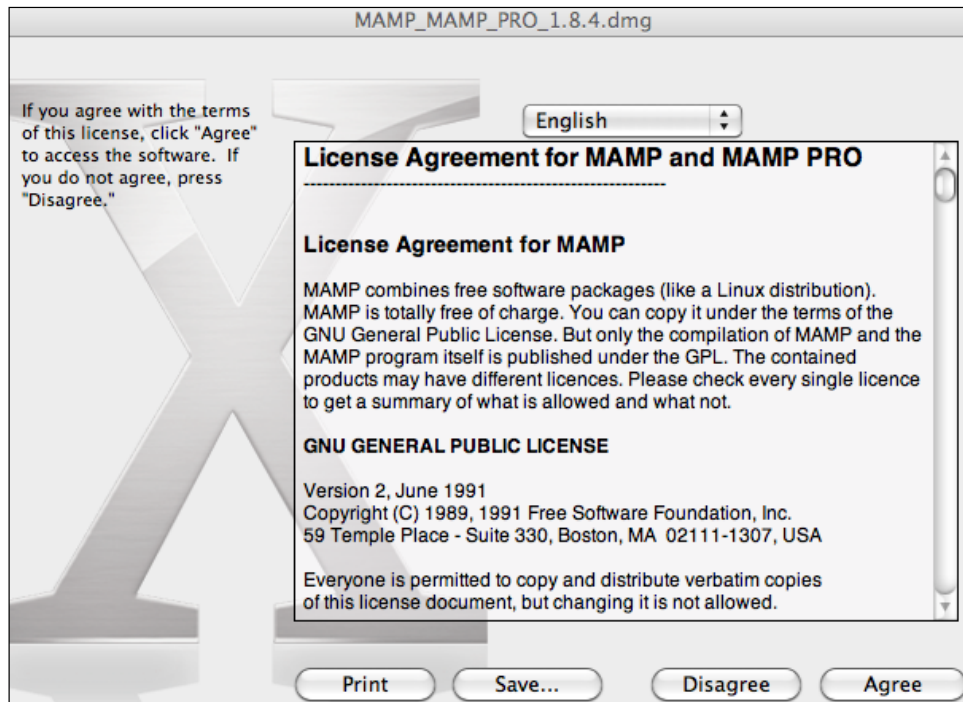 MAMP_MAMP_PRO_1.8.4.dmg
If you agree with the terms
of this license, click "Agree"
to access the software.  If
you do not agree, press
"Disagree."
English
License Agreement for MAMP and MAMP PRO
------------------------------------------------------------
License Agreement for MAMP
MAMP combines free software packages (like a Linux distribution).
MAMP is totally free of charge. You can copy it under the terms of the
GNU General Public License. But only the compilation of MAMP and the
MAMP program itself is published under the GPL. The contained
products may have different licences. Please check every single licence
to get a summary of what is allowed and what not.
GNU GENERAL PUBLIC LICENSE
Version 2, June 1991
Copyright (C) 1989, 1991 Free Software Foundation, Inc.
59 Temple Place - Suite 330, Boston, MA  02111-1307, USA
Everyone is permitted to copy and distribute verbatim copies
of this license document, but changing it is not allowed.
Print
Save...
Disagree
Agree